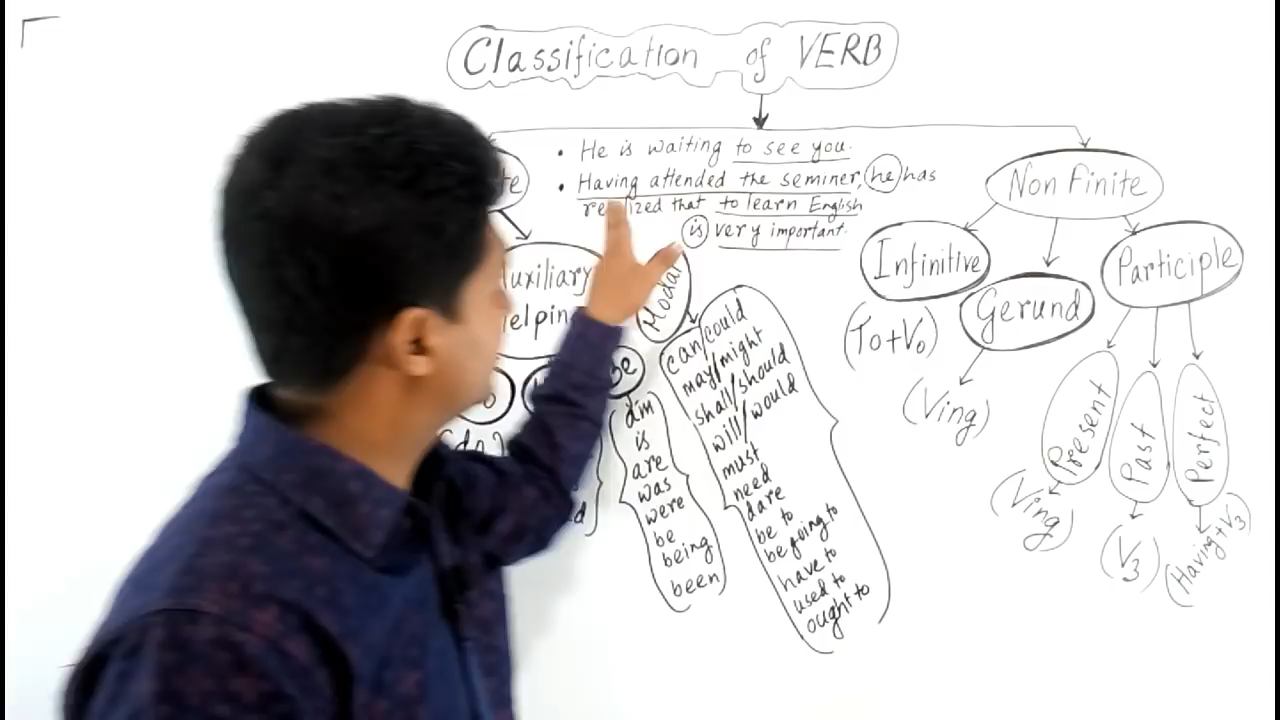 Classification of VERB
• He is waiting to see you.
• Having attended the seminer, he has
that to learn English
is very important.
Non Finite
Infinitive
Gerund
Participle
(To+V₀)
(Ving)
Present
Past
Perfect
(Ving)
(V₃)
(Having+V₃)
Modal
can/could
may/might
shall/should
will/would
must
need
dare
be to
be going to
have to
used to
ought to
Be
am
is
are
was
were
be
being
been